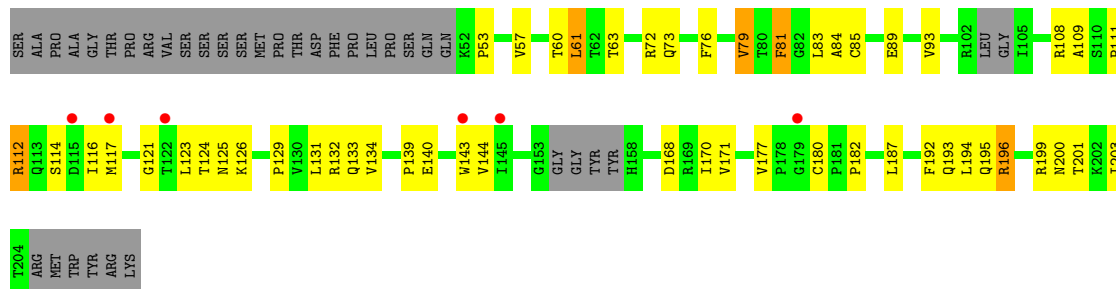 SER ALA PRO ALA GLY THR PRO ARG VAL SER SER SER SER MET PRO THR ASP PHE PRO LEU PRO PRO SER GLN GLN K52 P53 V57 T60 L61 T62 T63 R72 Q73 F76 V79 T80 F81 G82 L83 A84 C85 E89 V93 R102 LEU GLY I105 R108 A109 S110 P111
R112 Q113 S114 D115 I116 M117 G121 T122 L123 T124 N125 K126 P129 V130 L131 R132 Q133 V134 P139 E140 W143 V144 I145 G153 GLY GLY TYR TYR H158 D168 R169 I170 V171 V177 P178 G179 C180 P181 P182 L187 F192 Q193 L194 Q195 R196 R199 N200 T201 K202 I203
T204 ARG MET TRP TYR ARG LYS